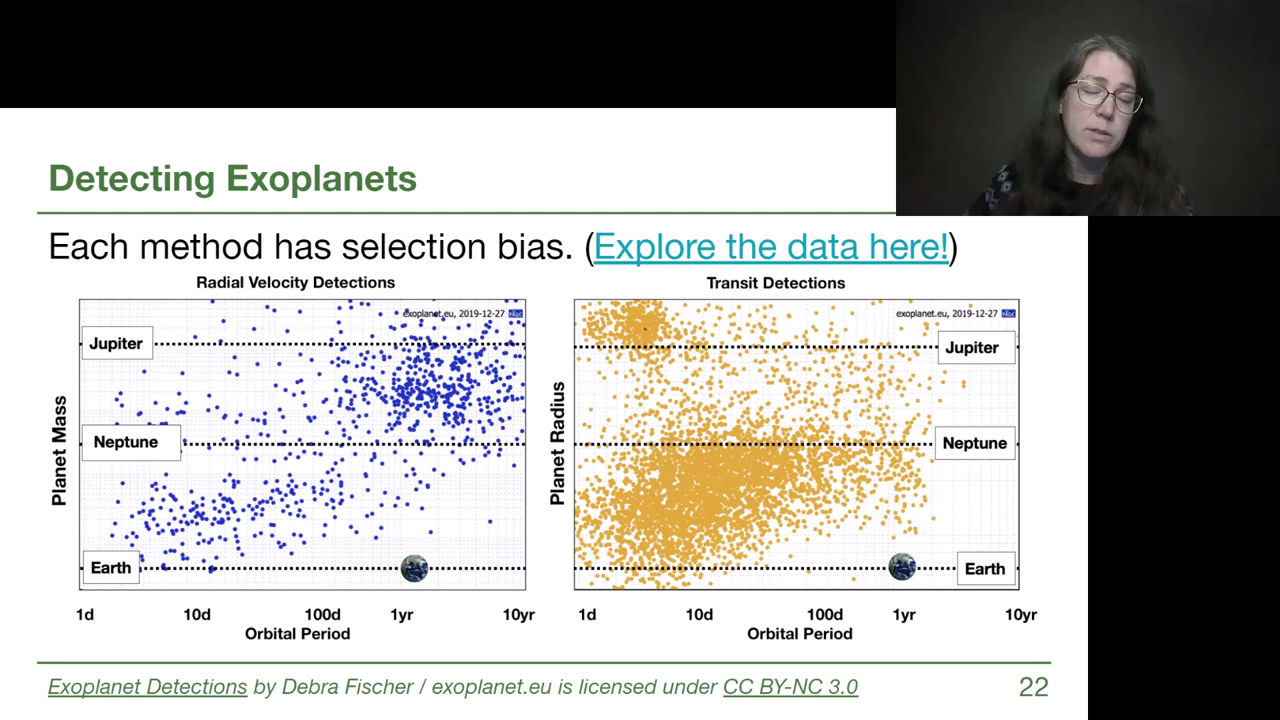 Detecting Exoplanets
Each method has selection bias. (Explore the data here!)
Radial Velocity Detections
exoplanet.eu, 2019-12-27
Jupiter
Neptune
Earth
Planet Mass
1d 10d 100d 1yr 10yr
Orbital Period
Transit Detections
exoplanet.eu, 2019-12-27
Jupiter
Neptune
Earth
Planet Radius
1d 10d 100d 1yr 10yr
Orbital Period
Exoplanet Detections by Debra Fischer / exoplanet.eu is licensed under CC BY-NC 3.0
22